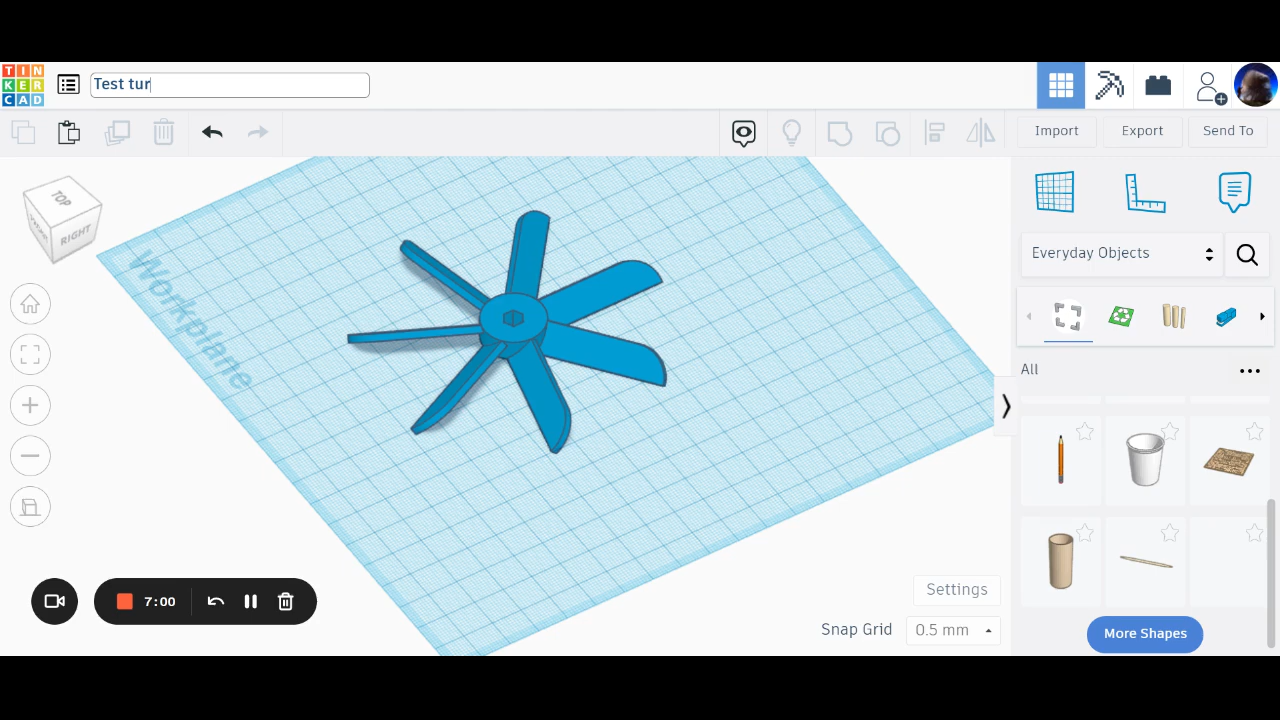 TIN
KER
CAD
Test tur
Import
Export
Send To
TOP
FRONT
RIGHT
Workplane
Everyday Objects
All
7:00
Settings
Snap Grid
0.5 mm
More Shapes